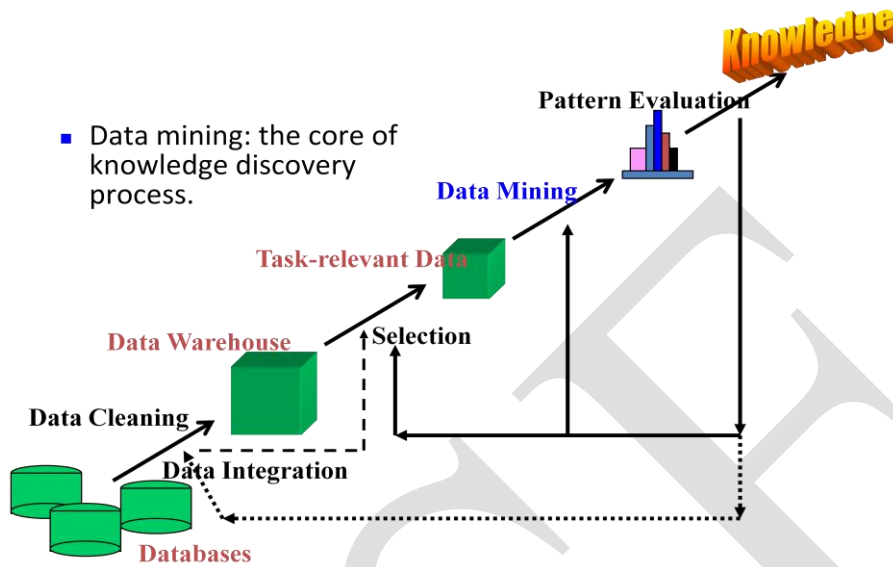 Knowledge
Pattern Evaluation
▪ Data mining: the core of
knowledge discovery
process.
Data Mining
Task-relevant Data
Selection
Data Warehouse
Data Cleaning
Data Integration
Databases